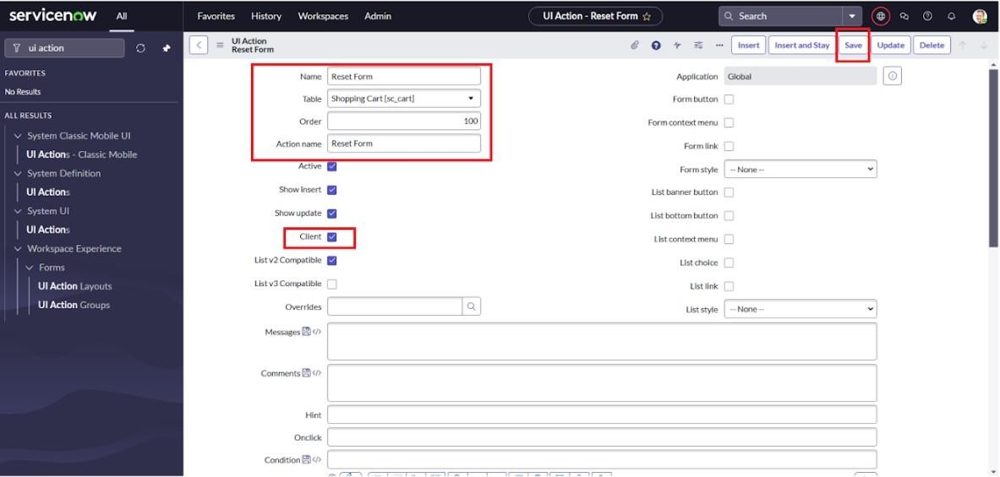 servicenow All Favorites History Workspaces Admin UI Action - Reset Form Search
ui action
UI Action
Reset Form
Insert Insert and Stay Save Update Delete
FAVORITES
No Results
ALL RESULTS
System Classic Mobile UI
UI Actions - Classic Mobile
System Definition
UI Actions
System UI
UI Actions
Workspace Experience
Forms
UI Action Layouts
UI Action Groups
Name Reset Form
Table Shopping Cart [sc_cart]
Order 100
Action name Reset Form
Active
Show insert
Show update
Client
List v2 Compatible
List v3 Compatible
Overrides
Application Global
Form button
Form context menu
Form link
Form style -- None --
List banner button
List bottom button
List context menu
List choice
List link
List style -- None --
Messages
Comments
Hint
Onclick
Condition